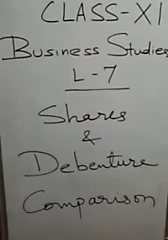 CLASS-XI
Business Studies
L-7
Shares
&
Debenture
Comparison